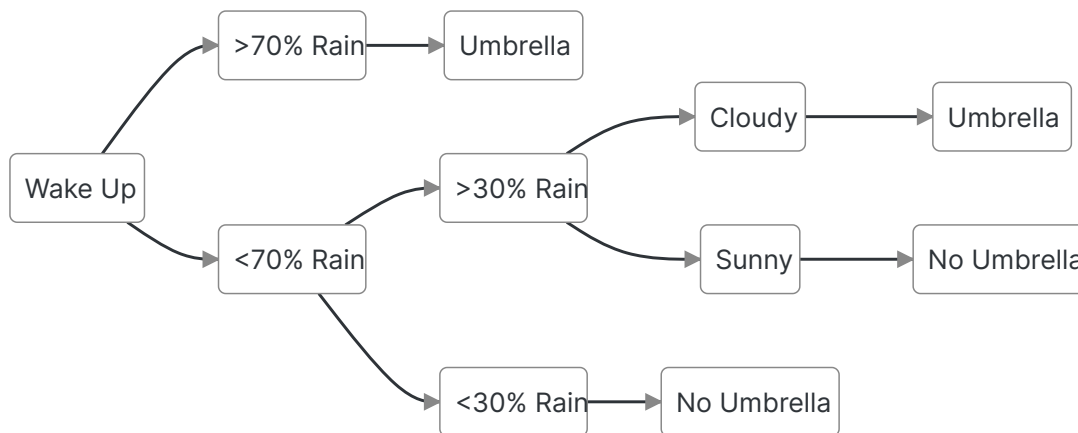 >70% Rain
Umbrella
Cloudy
Umbrella
Wake Up
>30% Rain
<70% Rain
Sunny
No Umbrella
<30% Rain
No Umbrella